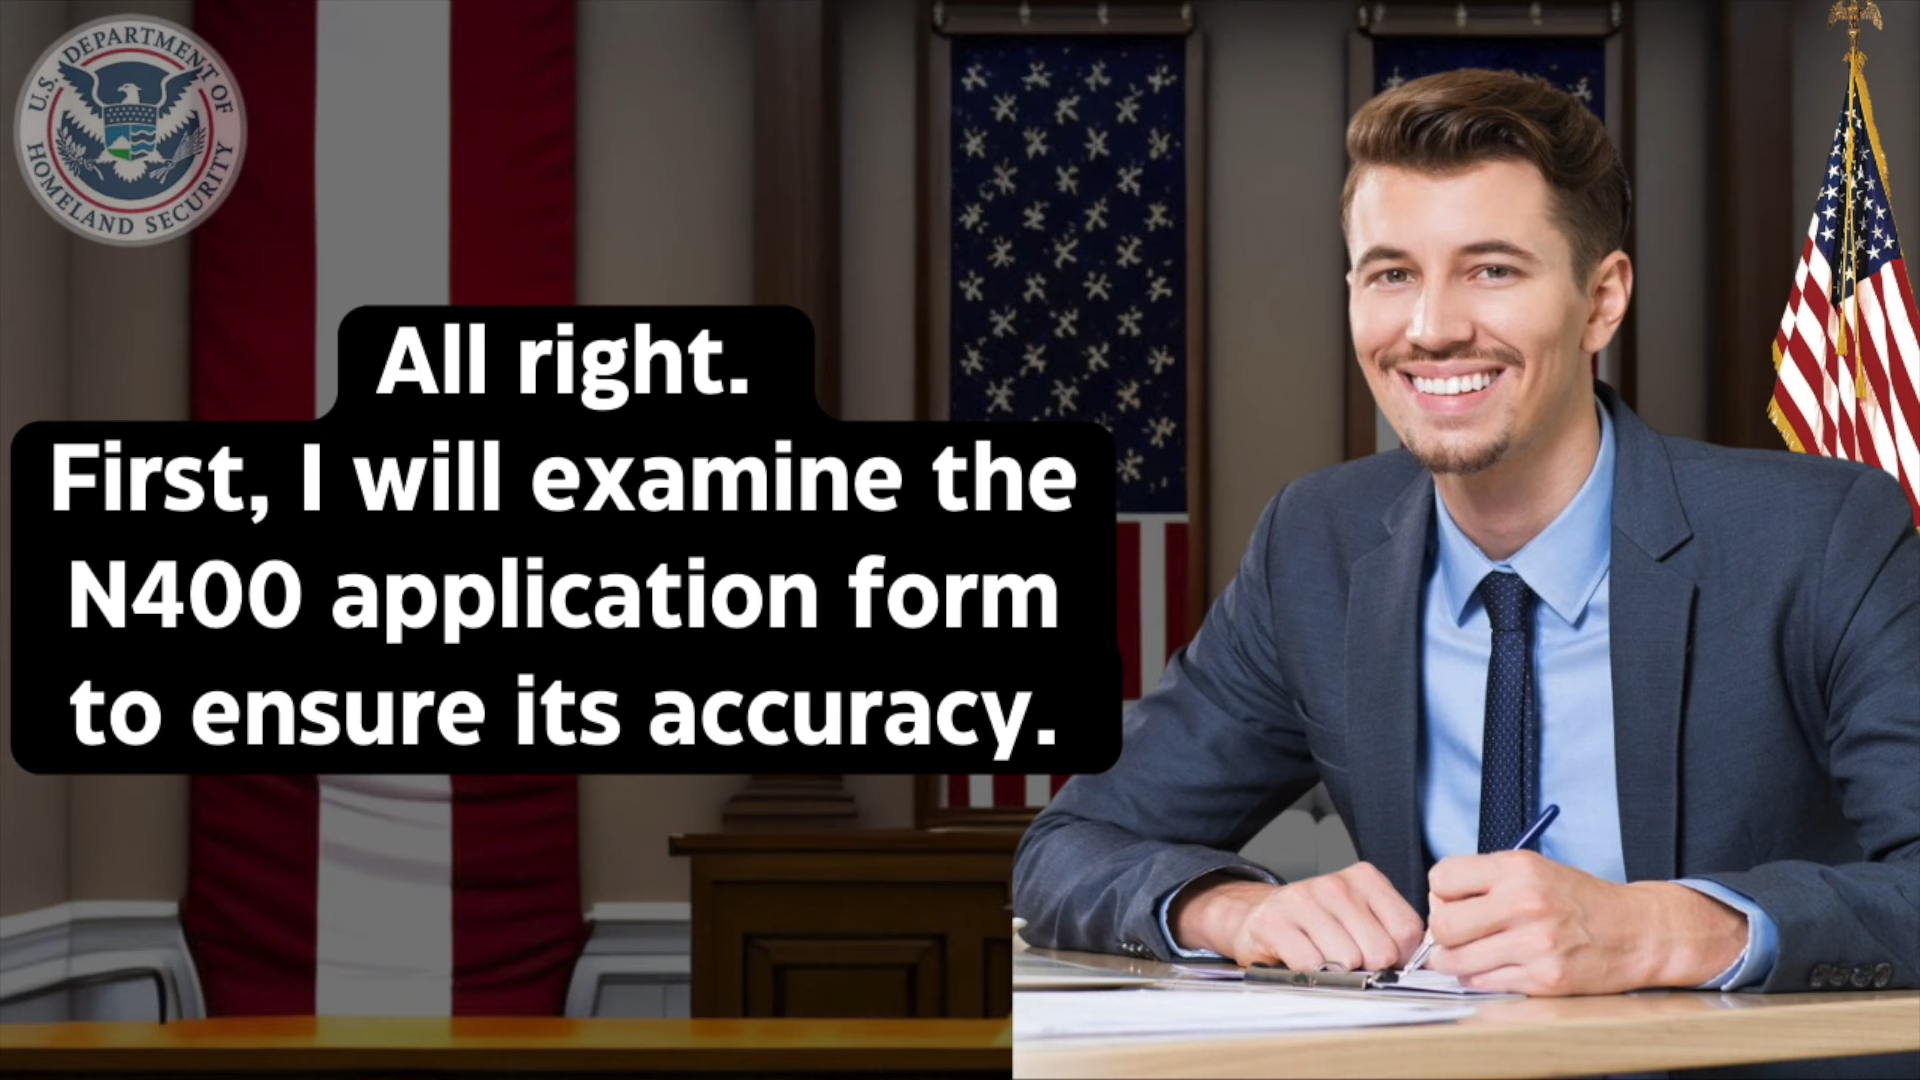 U.S. DEPARTMENT OF
HOMELAND SECURITY
All right.
First, I will examine the
N400 application form
to ensure its accuracy.